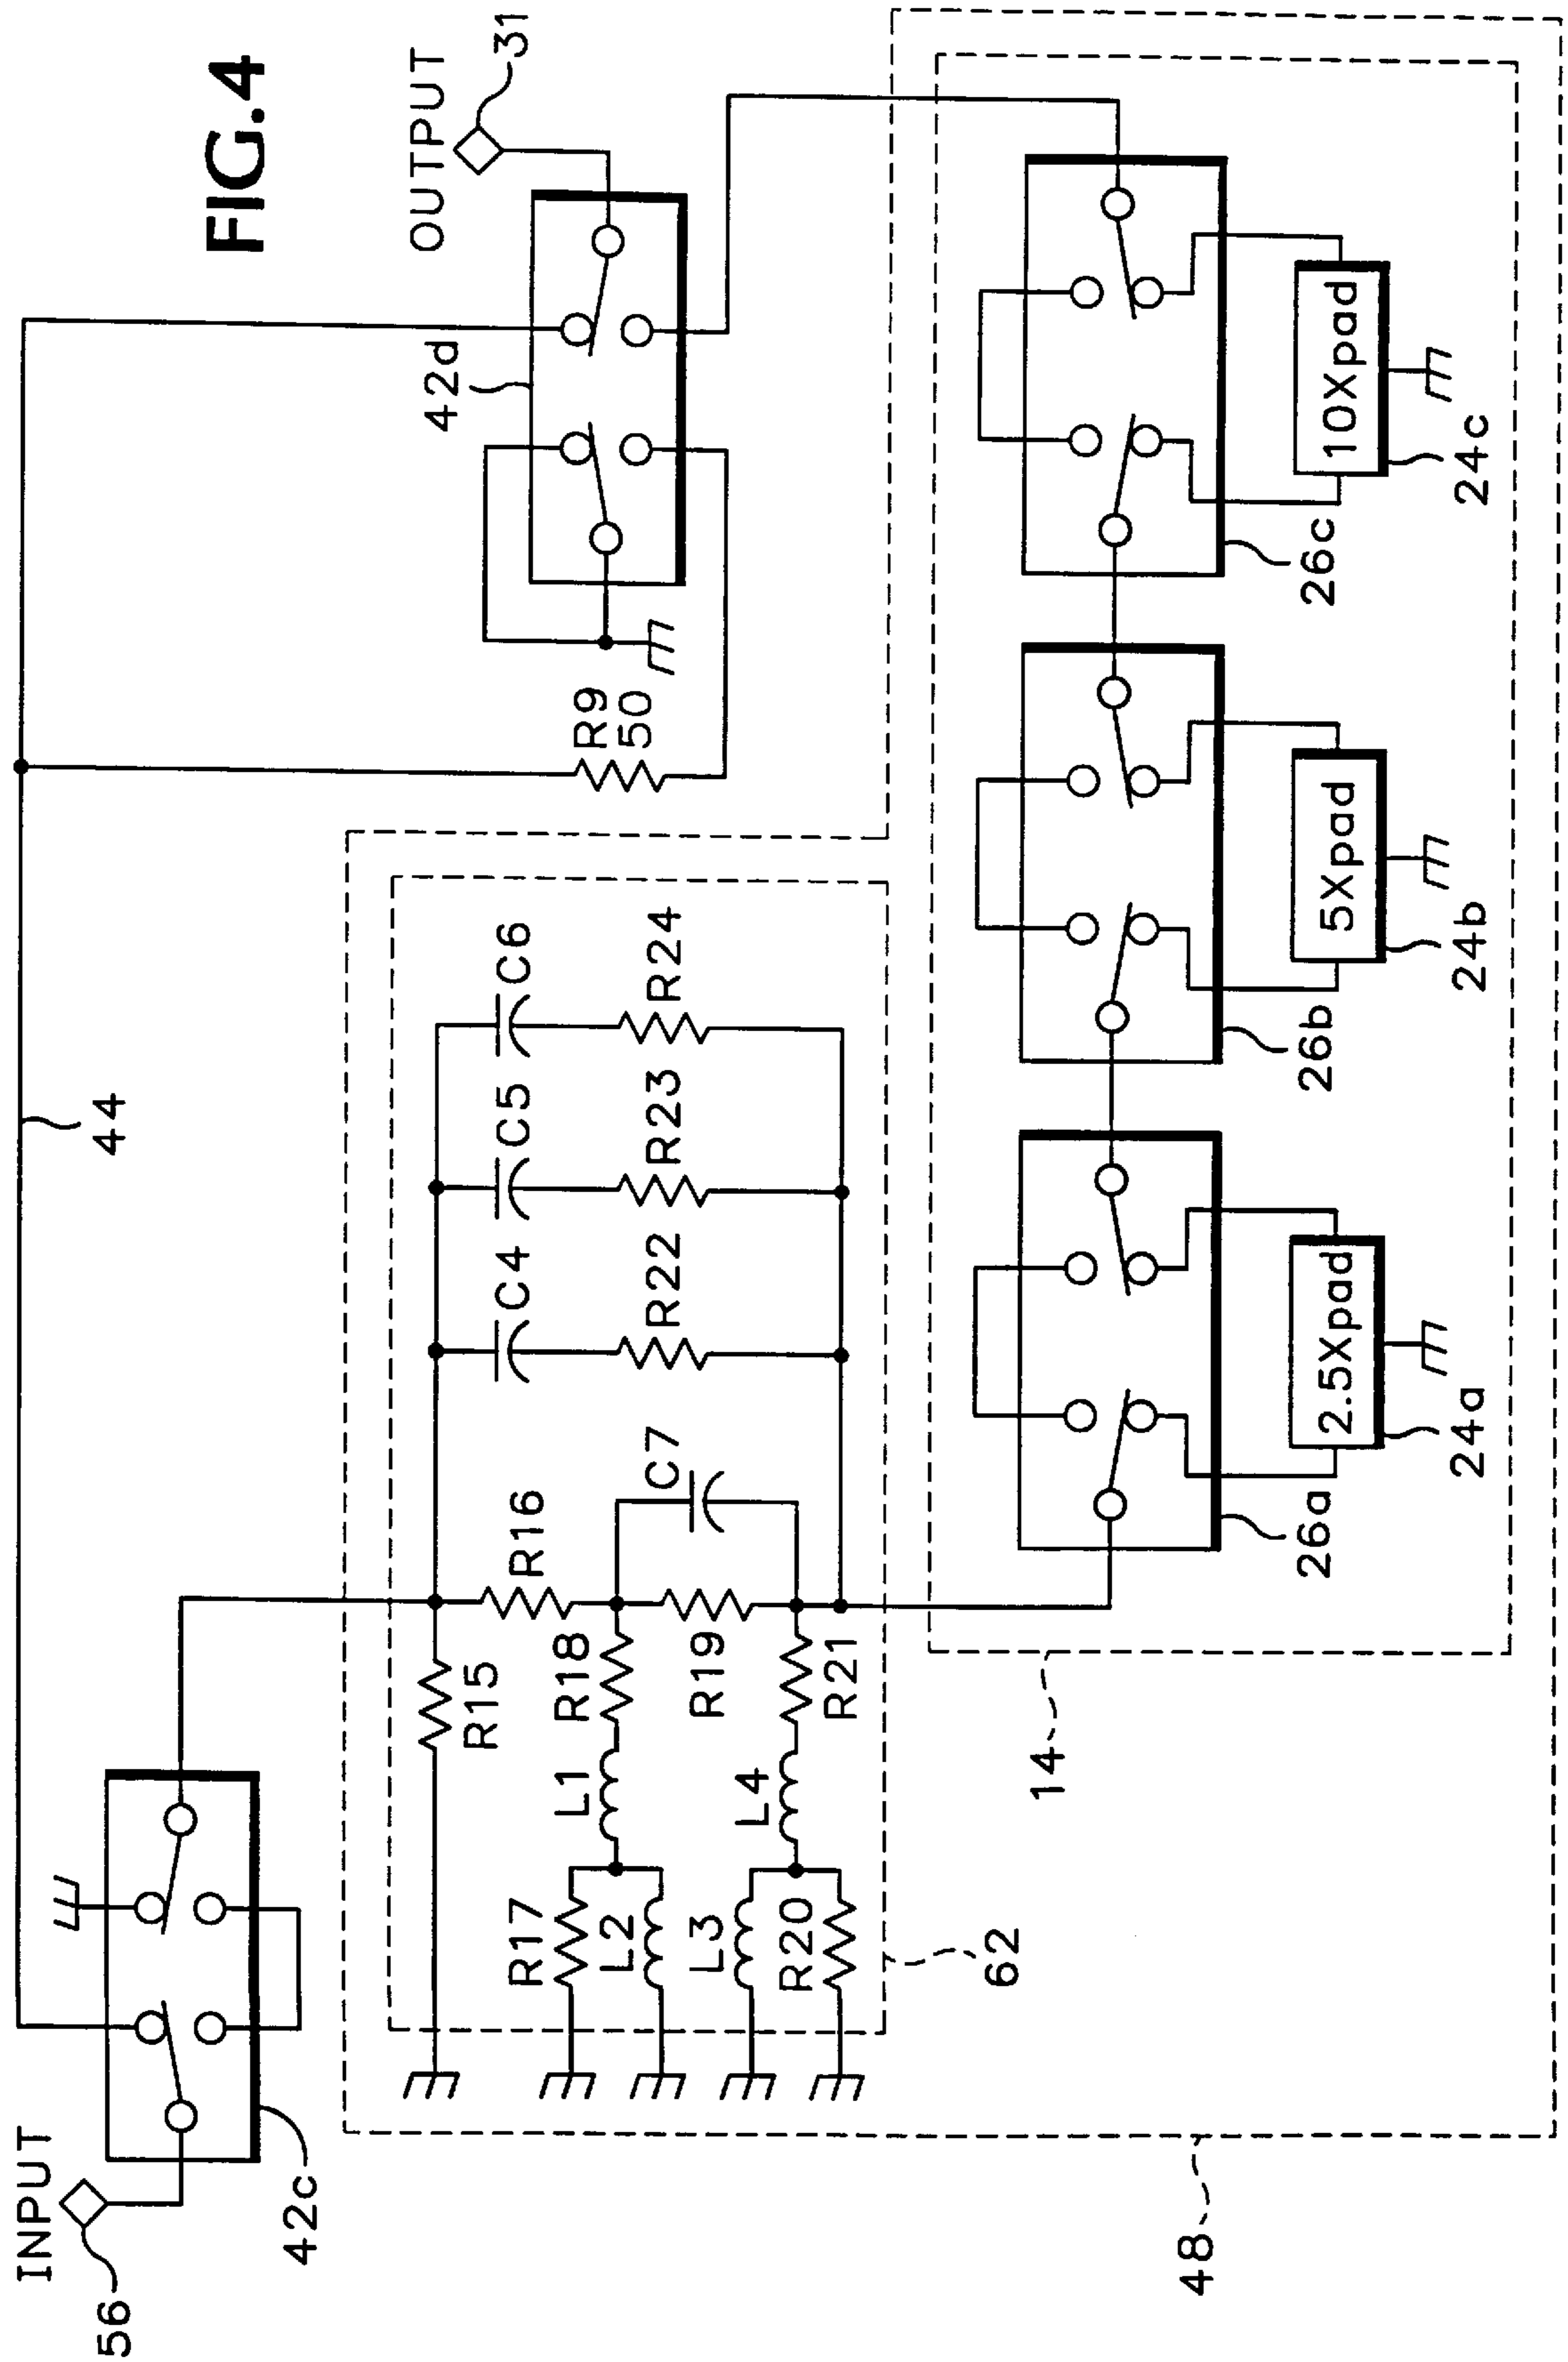 FIG.4
INPUT
56
42c
44
OUTPUT
31
42d
R9
50
R15
R16
R17
L1
R18
L2
R19
C7
L3
L4
R20
R21
C4
C5
C6
R22
R23
R24
62
48
14
26a
2.5Xpad
24a
26b
5Xpad
24b
26c
10Xpad
24c